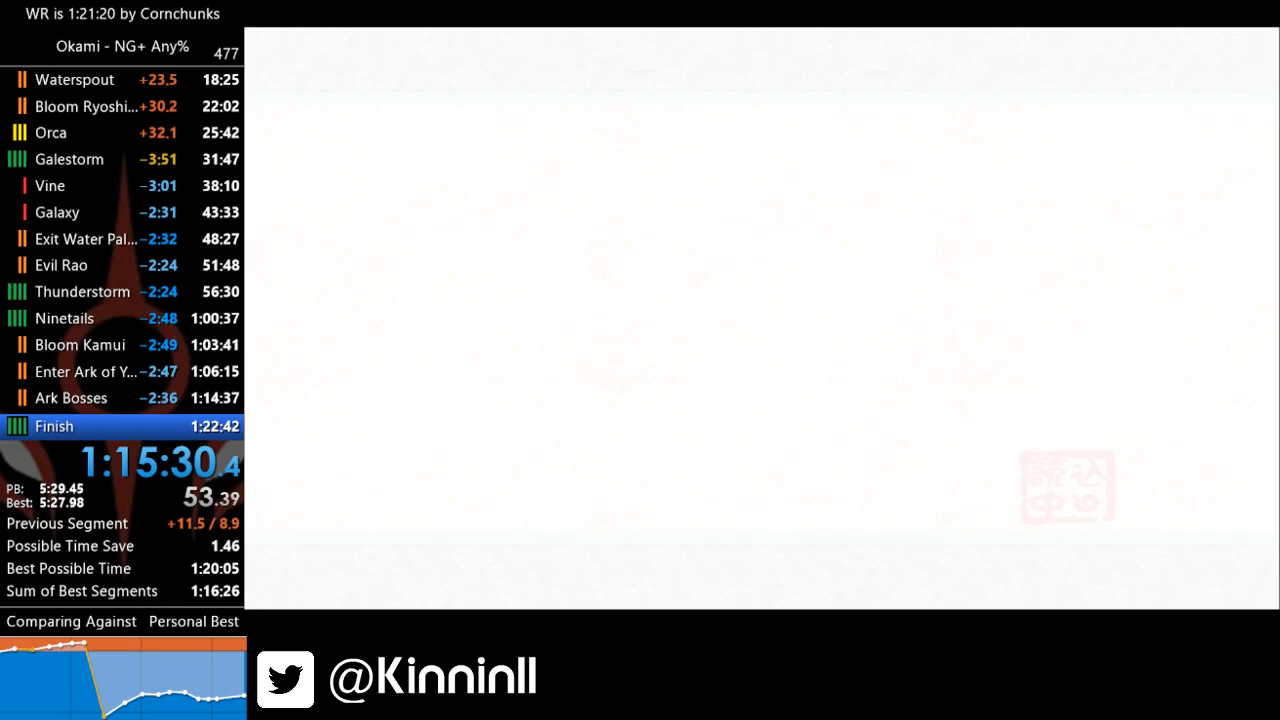 WR is 1:21:20 by Cornchunks
Okami - NG+ Any% 477
Waterspout +23.5 18:25
Bloom Ryoshi... +30.2 22:02
Orca +32.1 25:42
Galestorm −3:51 31:47
Vine −3:01 38:10
Galaxy −2:31 43:33
Exit Water Pal... −2:32 48:27
Evil Rao −2:24 51:48
Thunderstorm −2:24 56:30
Ninetails −2:48 1:00:37
Bloom Kamui −2:49 1:03:41
Enter Ark of Y... −2:47 1:06:15
Ark Bosses −2:36 1:14:37
Finish 1:22:42
1:15:30.4
PB: 5:29.45
Best: 5:27.98
53.39
Previous Segment +11.5 / 8.9
Possible Time Save 1.46
Best Possible Time 1:20:05
Sum of Best Segments 1:16:26
Comparing Against Personal Best
読込
中
@Kinninll